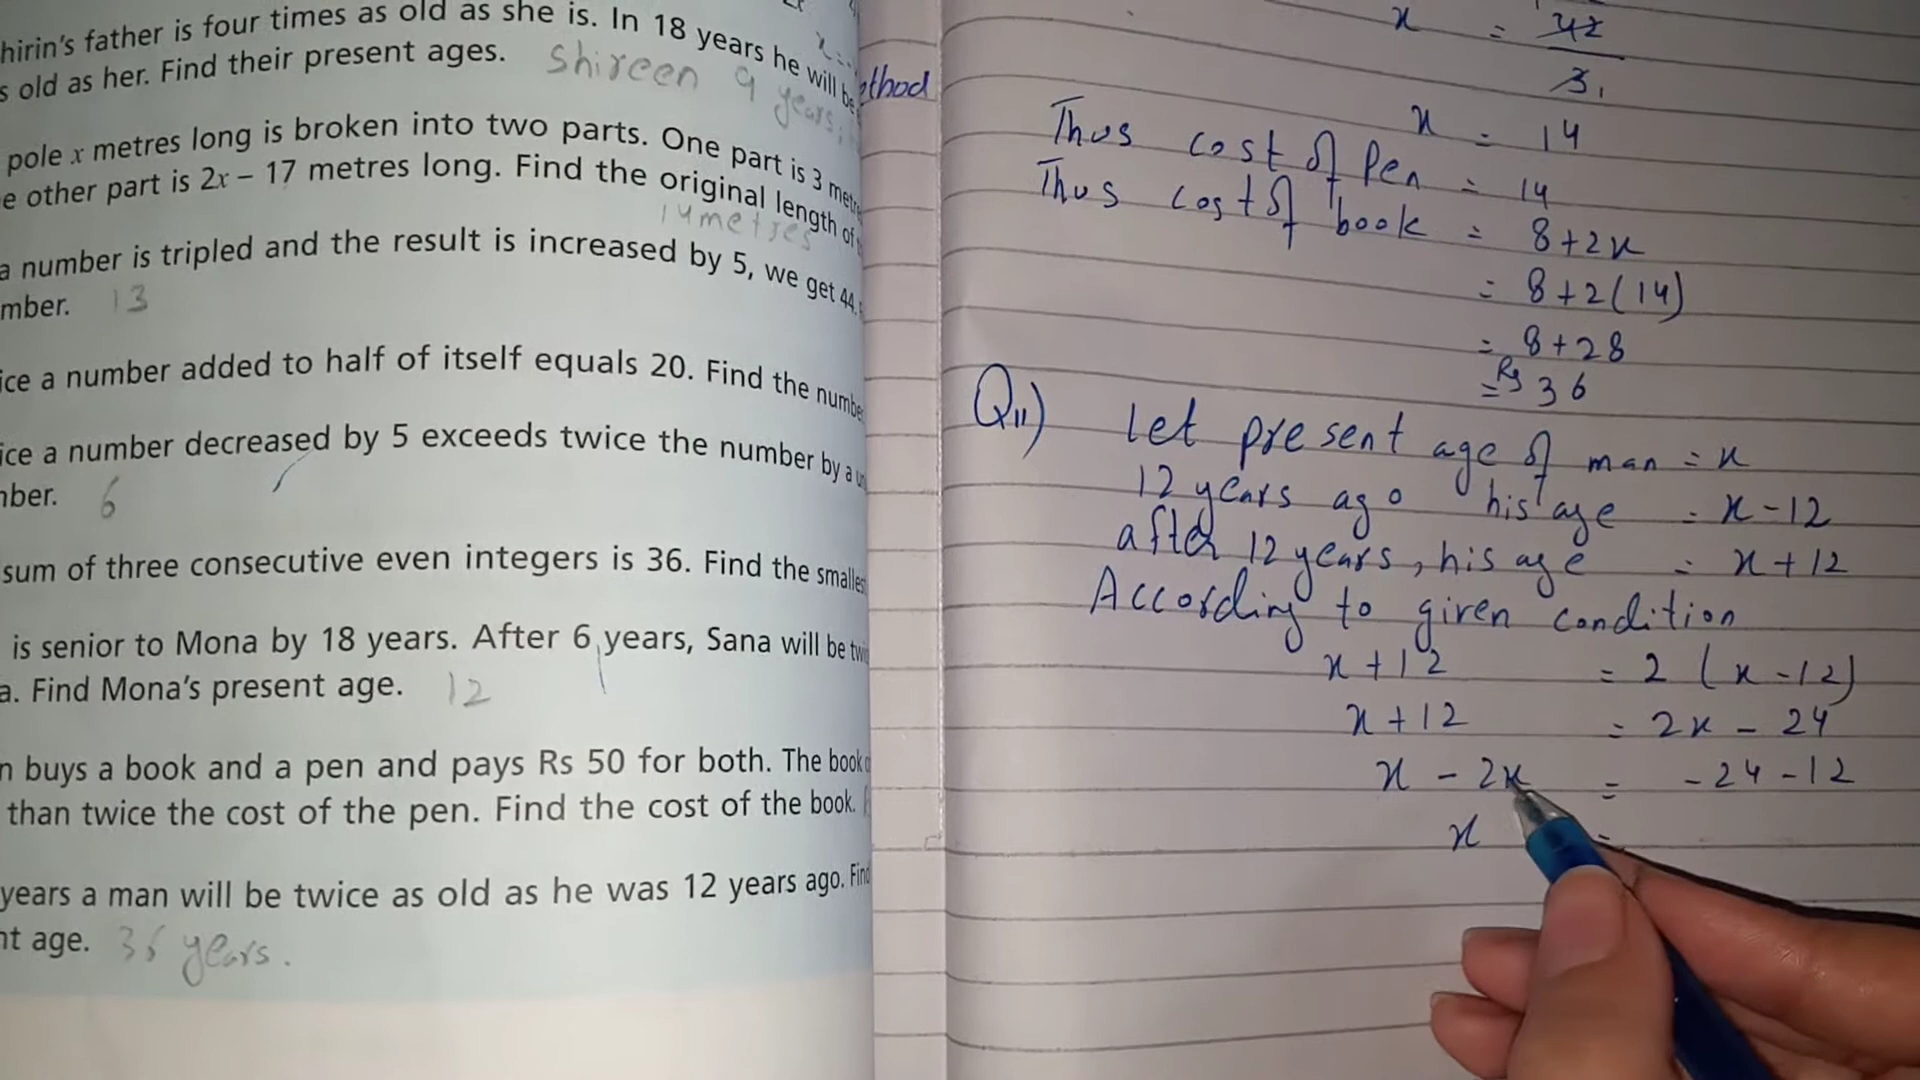 hirin's father is four times as old as she is. In 18 years he will be
s old as her. Find their present ages. Shireen 9 years,
pole x metres long is broken into two parts. One part is 3 metre
e other part is 2x – 17 metres long. Find the original length of
14 metres
a number is tripled and the result is increased by 5, we get 44.
mber. 13
ice a number added to half of itself equals 20. Find the numbe
ice a number decreased by 5 exceeds twice the number by a u
nber. 6
sum of three consecutive even integers is 36. Find the smalles
is senior to Mona by 18 years. After 6 years, Sana will be twi
a. Find Mona's present age. 12
n buys a book and a pen and pays Rs 50 for both. The book
than twice the cost of the pen. Find the cost of the book.
years a man will be twice as old as he was 12 years ago. Find
nt age. 36 years.
ethod
x = 42
3
x = 14
Thus cost of Pen = 14
Thus cost of book = 8+2x
= 8+2(14)
= 8+28
= Rs 36
Q11) Let present age of man = x
12 years ago his age = x-12
after 12 years, his age = x+12
According to given condition
x+12 = 2 (x-12)
x+12 = 2x - 24
x - 2x = -24-12
x =